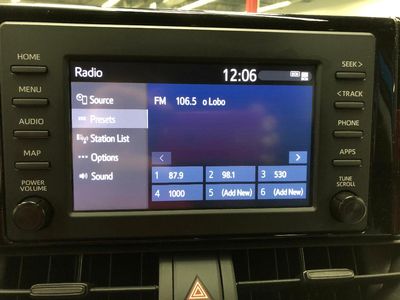 HOME
MENU
AUDIO
MAP
POWER
VOLUME
Radio
12:06
Source
Presets
Station List
Options
Sound
FM 106.5 o Lobo
< >
1 87.9 2 98.1 3 530
4 1000 5 (Add New) 6 (Add New)
SEEK >
< TRACK
PHONE
APPS
TUNE
SCROLL